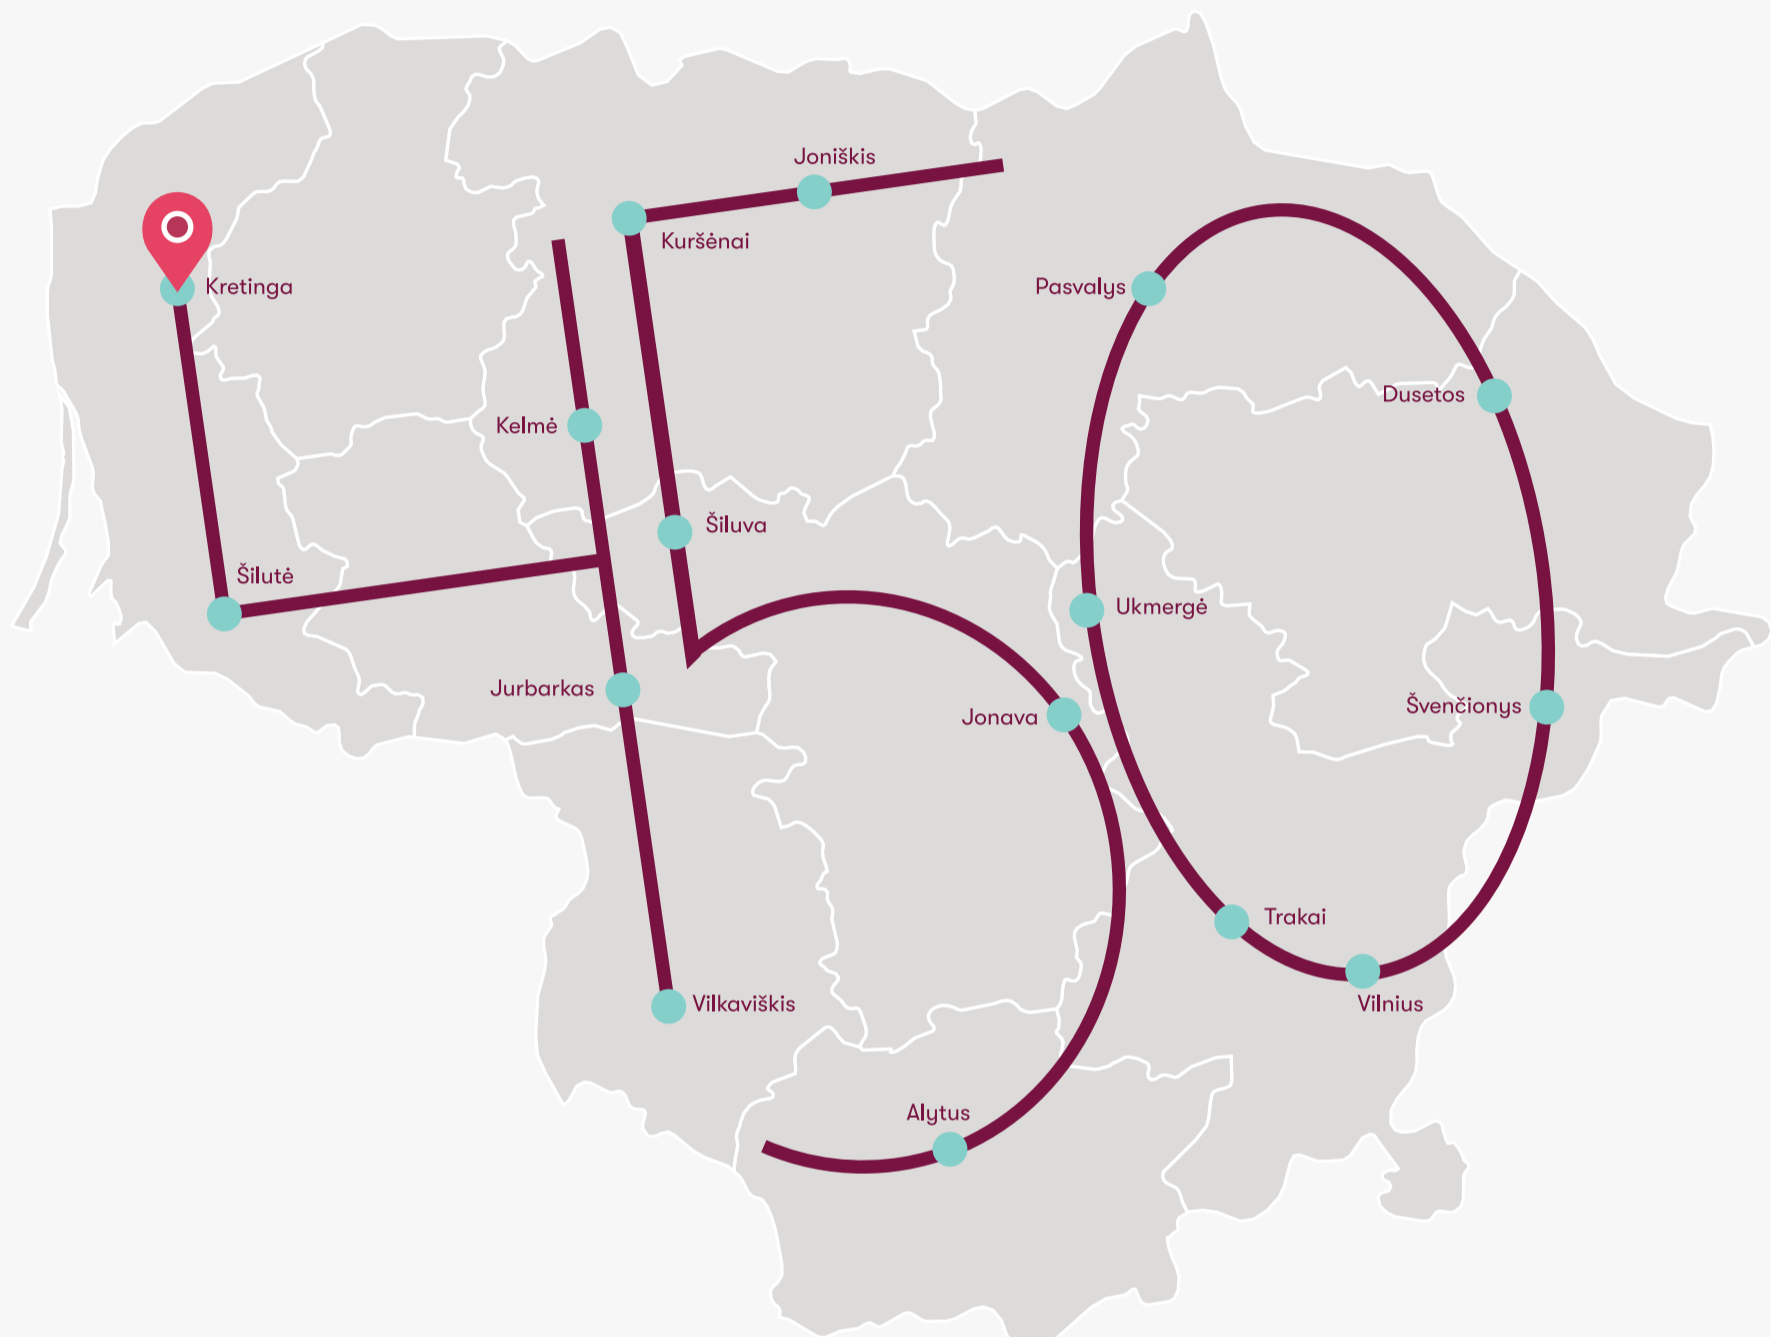 Joniškis
Kuršėnai
Kretinga
Pasvalys
Dusetos
Kelmė
Šiluva
Šilutė
Ukmergė
Jurbarkas
Švenčionys
Jonava
Trakai
Vilkaviškis
Vilnius
Alytus